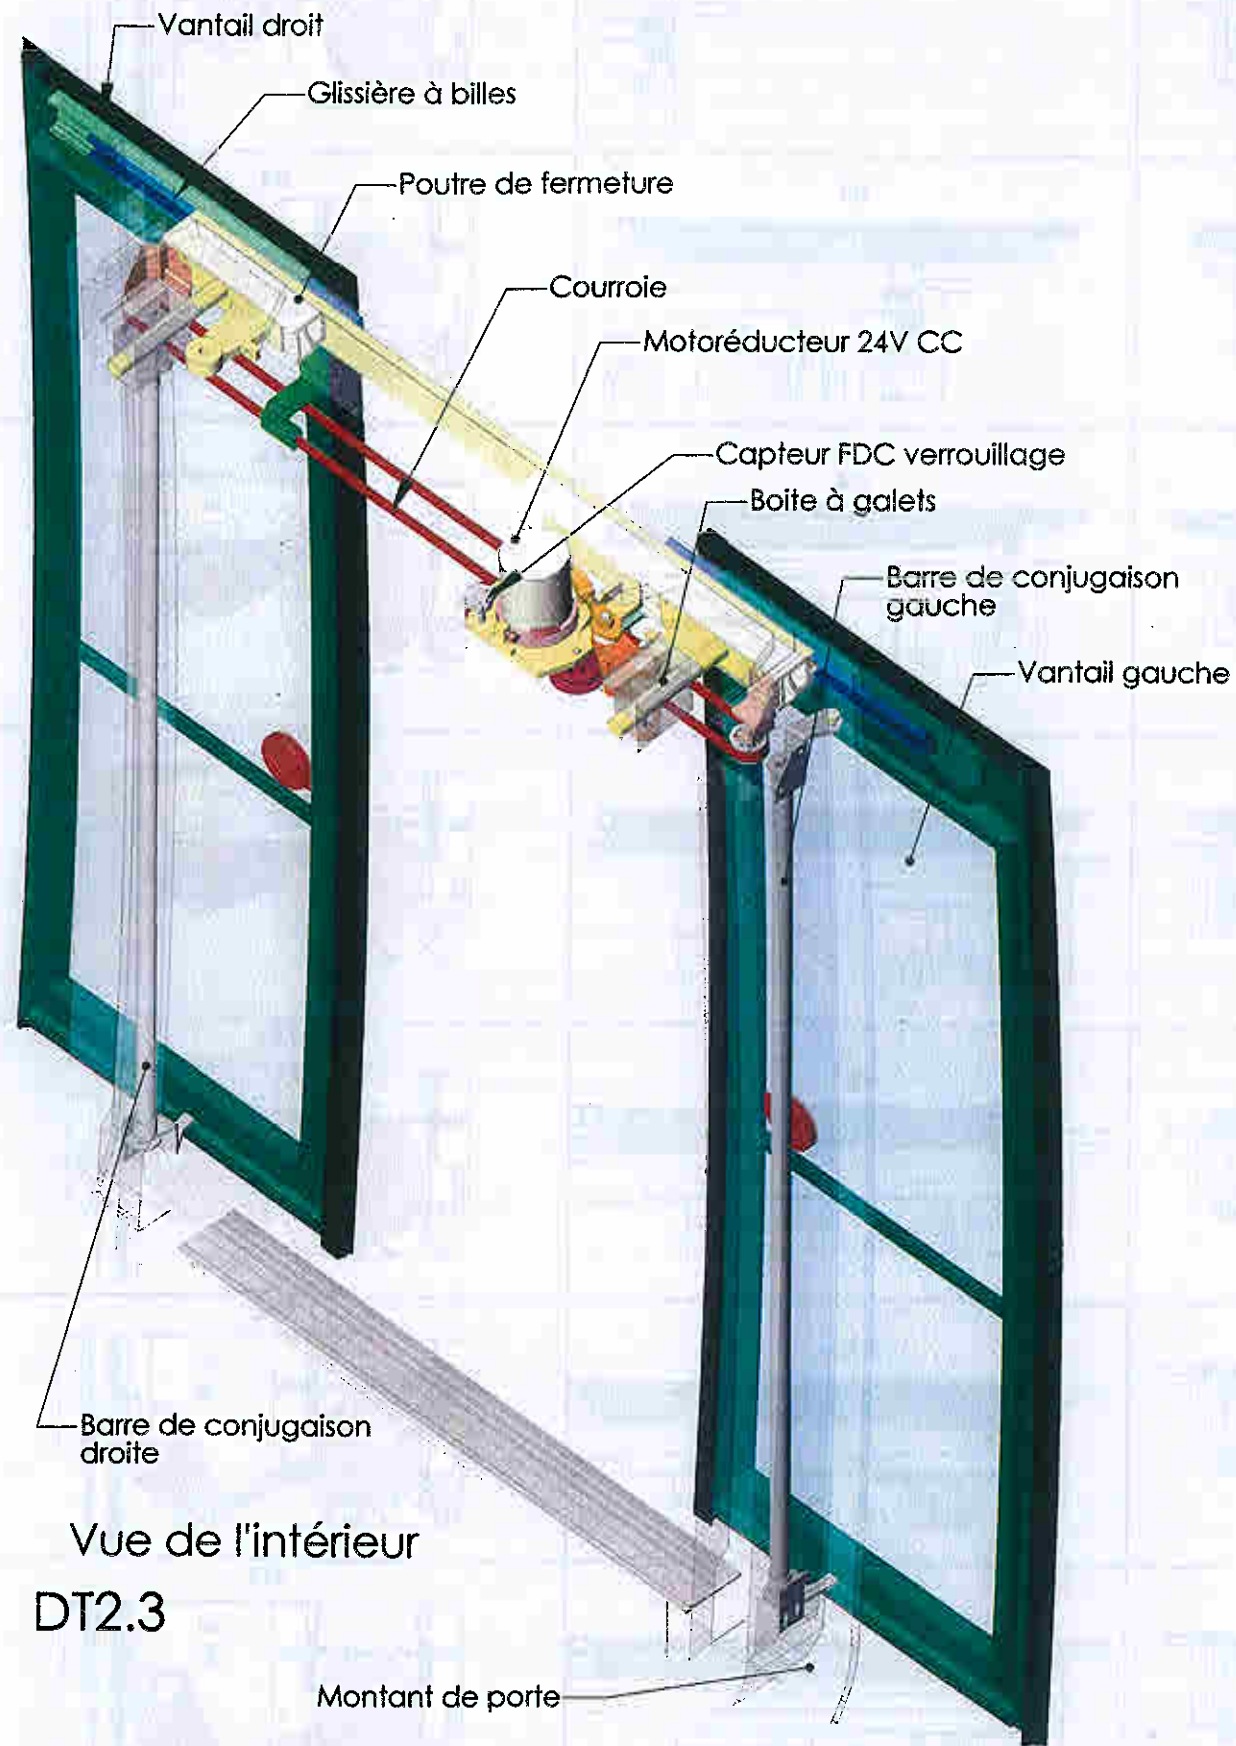 Vantail droit
Glissière à billes
Poutre de fermeture
Courroie
Motoréducteur 24V CC
Capteur FDC verrouillage
Boite à galets
Barre de conjugaison
gauche
Vantail gauche
Barre de conjugaison
droite
Vue de l'intérieur
DT2.3
Montant de porte